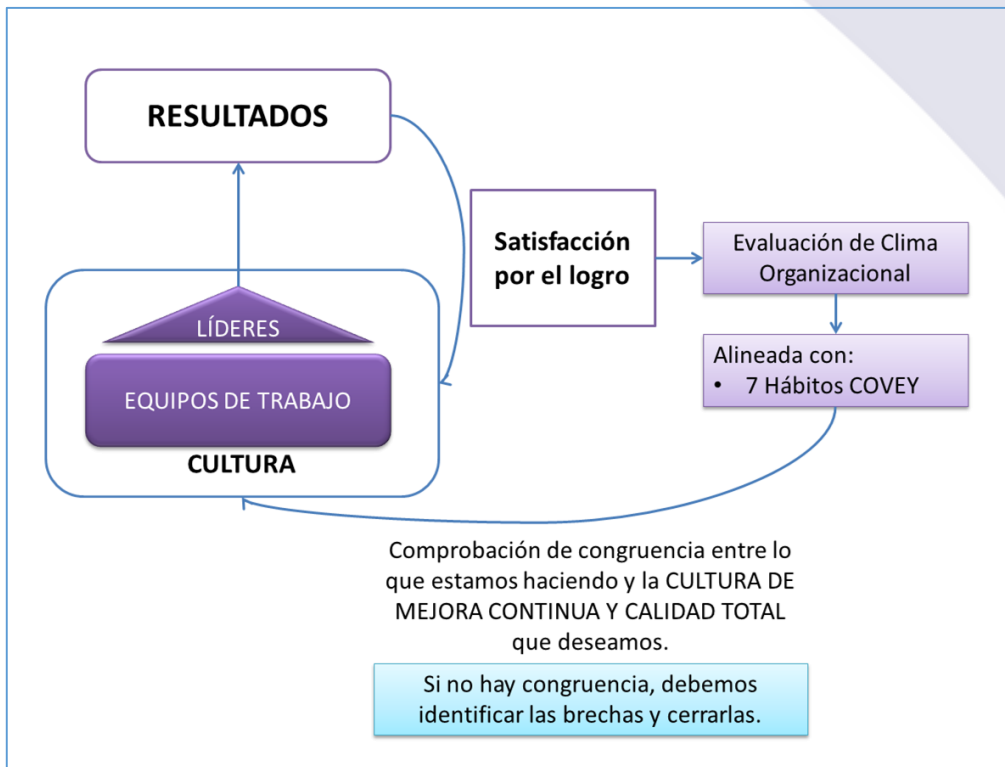 RESULTADOS
Satisfacción
por el logro
Evaluación de Clima
Organizacional
LÍDERES
Alineada con:
• 7 Hábitos COVEY
EQUIPOS DE TRABAJO
CULTURA
Comprobación de congruencia entre lo
que estamos haciendo y la CULTURA DE
MEJORA CONTINUA Y CALIDAD TOTAL
que deseamos.
Si no hay congruencia, debemos
identificar las brechas y cerrarlas.